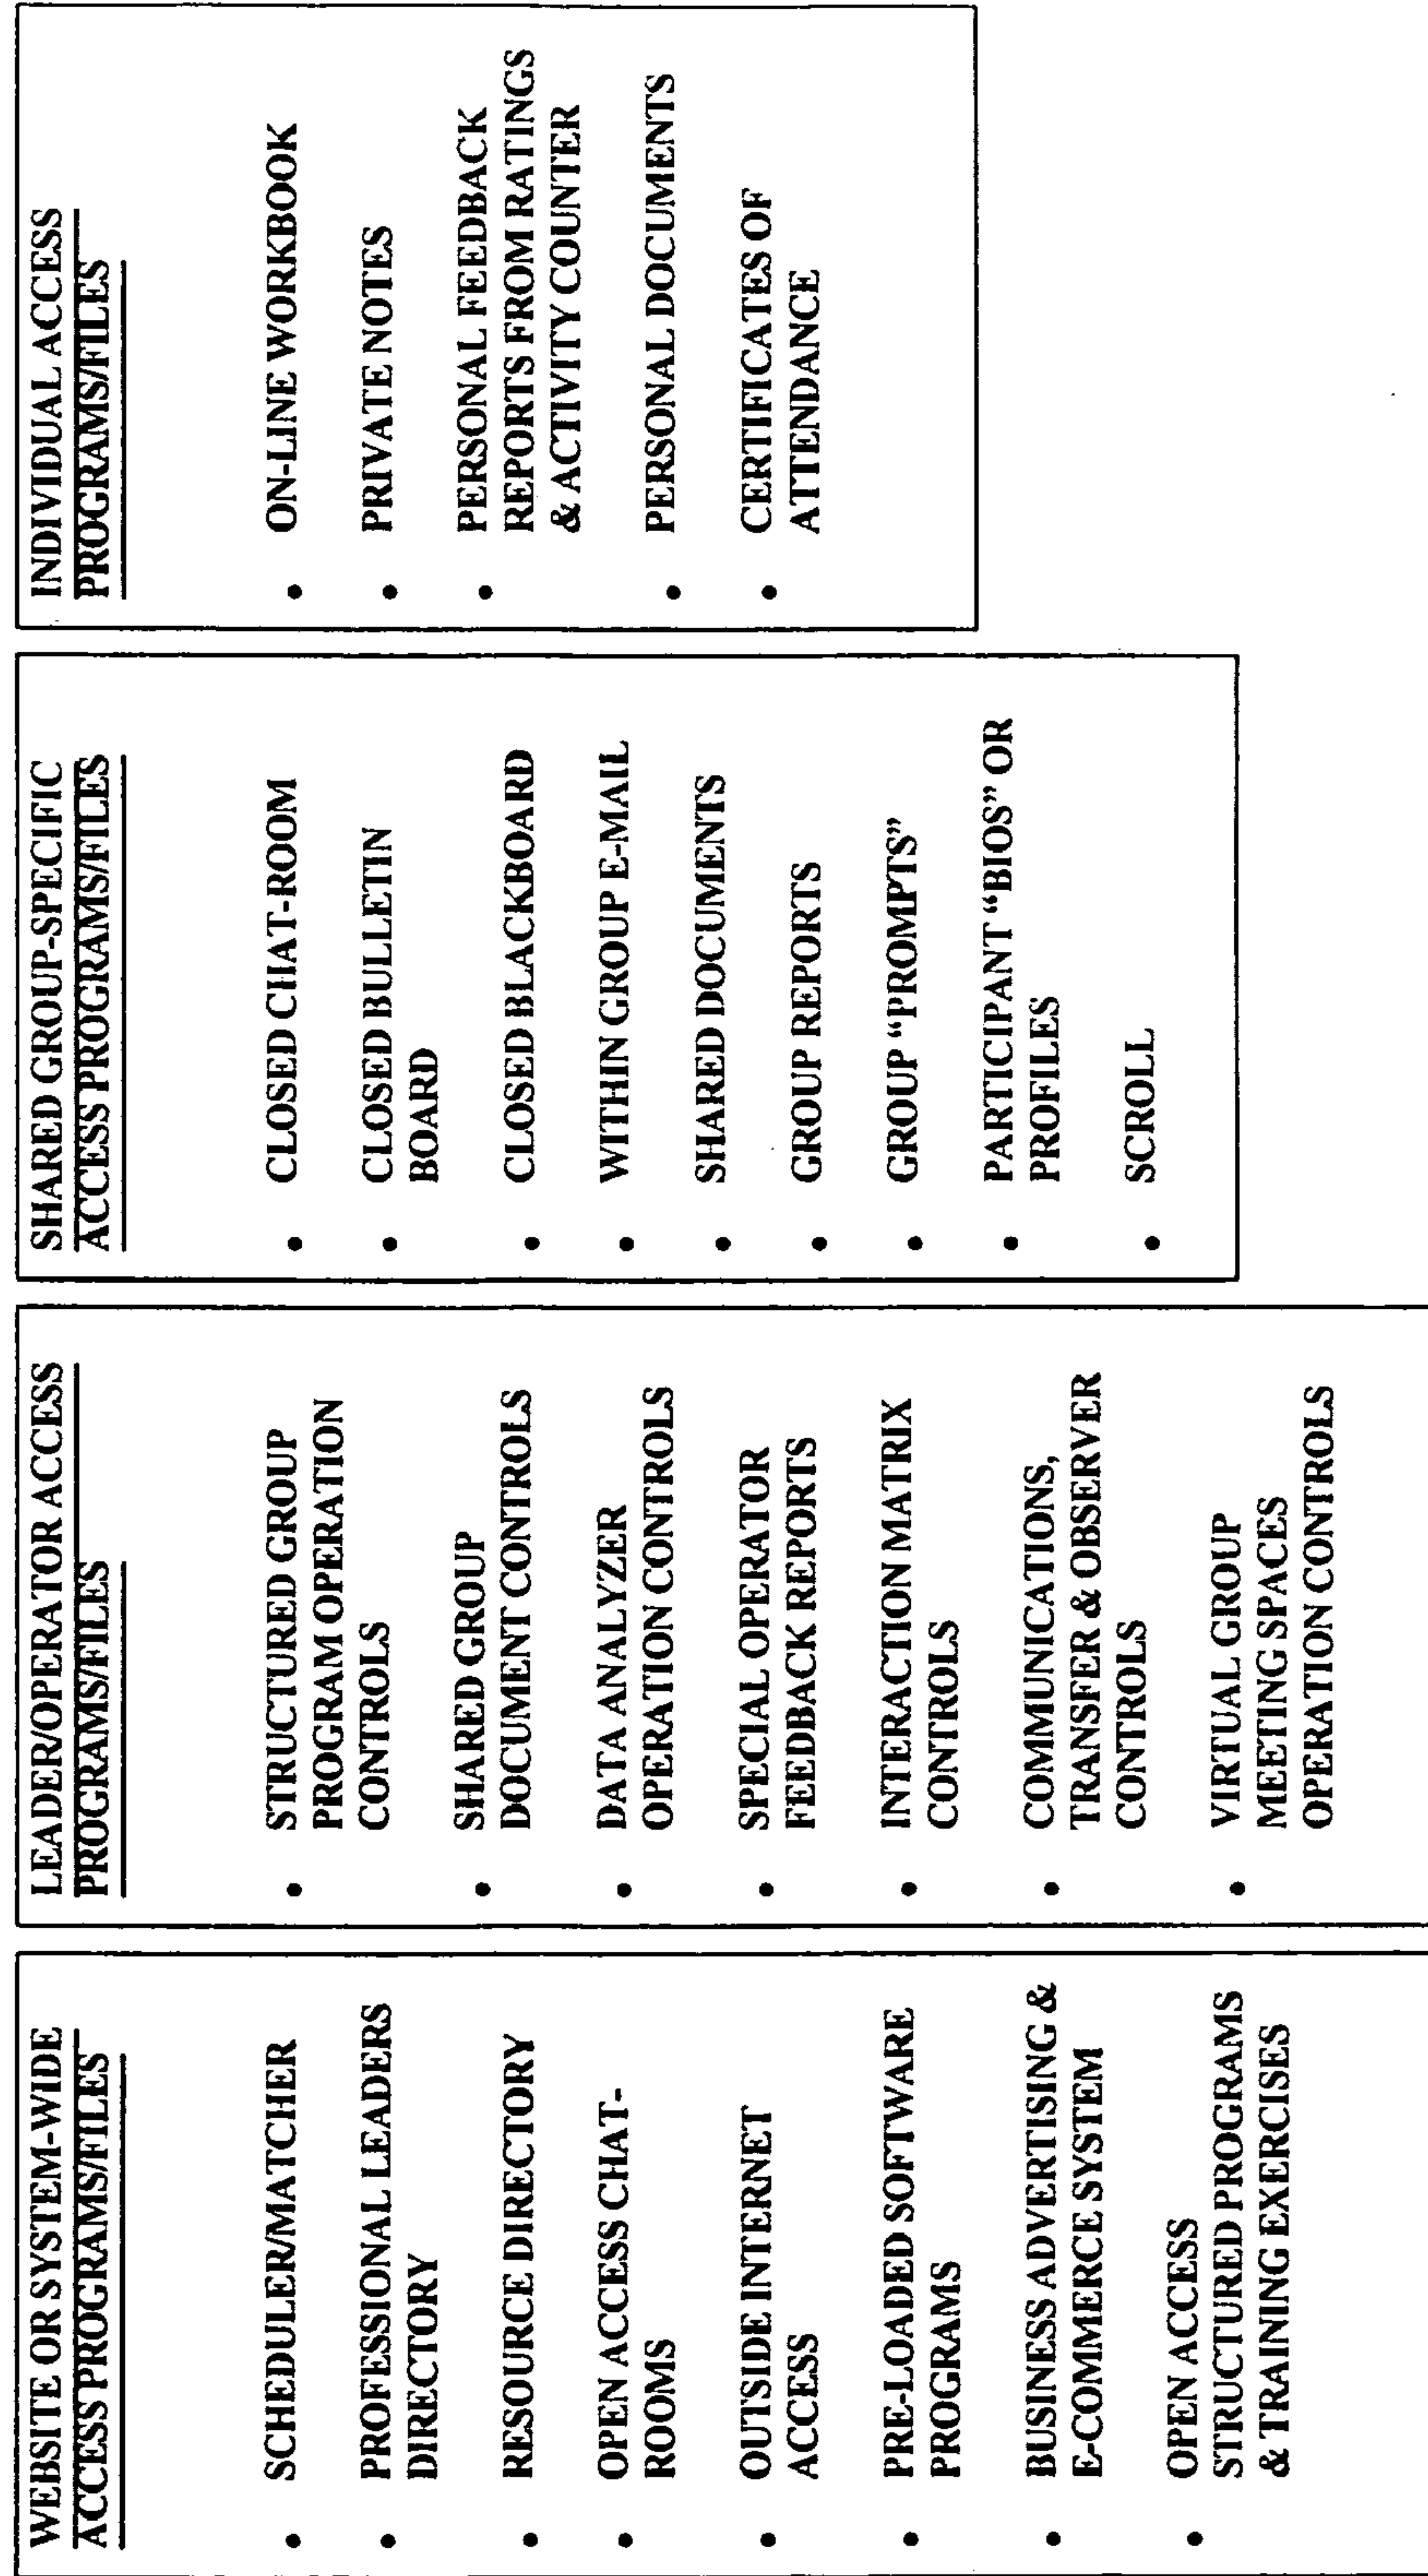 WEBSITE OR SYSTEM-WIDE
ACCESS PROGRAMS/FILES
• SCHEDULER/MATCHER
• PROFESSIONAL LEADERS
DIRECTORY
• RESOURCE DIRECTORY
• OPEN ACCESS CHAT-
ROOMS
• OUTSIDE INTERNET
ACCESS
• PRE-LOADED SOFTWARE
PROGRAMS
• BUSINESS ADVERTISING &
E-COMMERCE SYSTEM
• OPEN ACCESS
STRUCTURED PROGRAMS
& TRAINING EXERCISES
LEADER/OPERATOR ACCESS
PROGRAMS/FILES
• STRUCTURED GROUP
PROGRAM OPERATION
CONTROLS
• SHARED GROUP
DOCUMENT CONTROLS
• DATA ANALYZER
OPERATION CONTROLS
• SPECIAL OPERATOR
FEEDBACK REPORTS
• INTERACTION MATRIX
CONTROLS
• COMMUNICATIONS,
TRANSFER & OBSERVER
CONTROLS
• VIRTUAL GROUP
MEETING SPACES
OPERATION CONTROLS
SHARED GROUP-SPECIFIC
ACCESS PROGRAMS/FILES
• CLOSED CHAT-ROOM
• CLOSED BULLETIN
BOARD
• CLOSED BLACKBOARD
• WITHIN GROUP E-MAIL
• SHARED DOCUMENTS
• GROUP REPORTS
• GROUP “PROMPTS”
• PARTICIPANT “BIOS” OR
PROFILES
• SCROLL
INDIVIDUAL ACCESS
PROGRAMS/FILES
• ON-LINE WORKBOOK
• PRIVATE NOTES
• PERSONAL FEEDBACK
REPORTS FROM RATINGS
& ACTIVITY COUNTER
• PERSONAL DOCUMENTS
• CERTIFICATES OF
ATTENDANCE